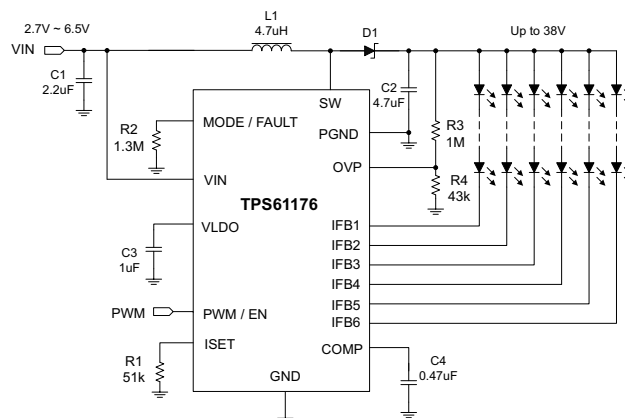 2.7V ~ 6.5V
VIN
L1
4.7uH
D1
Up to 38V
C1
2.2uF
C2
4.7uF
SW
R2
1.3M
MODE / FAULT
PGND
R3
1M
VIN
OVP
R4
43k
TPS61176
VLDO
C3
1uF
IFB1
IFB2
IFB3
IFB4
IFB5
IFB6
PWM
PWM / EN
ISET
R1
51k
COMP
C4
0.47uF
GND